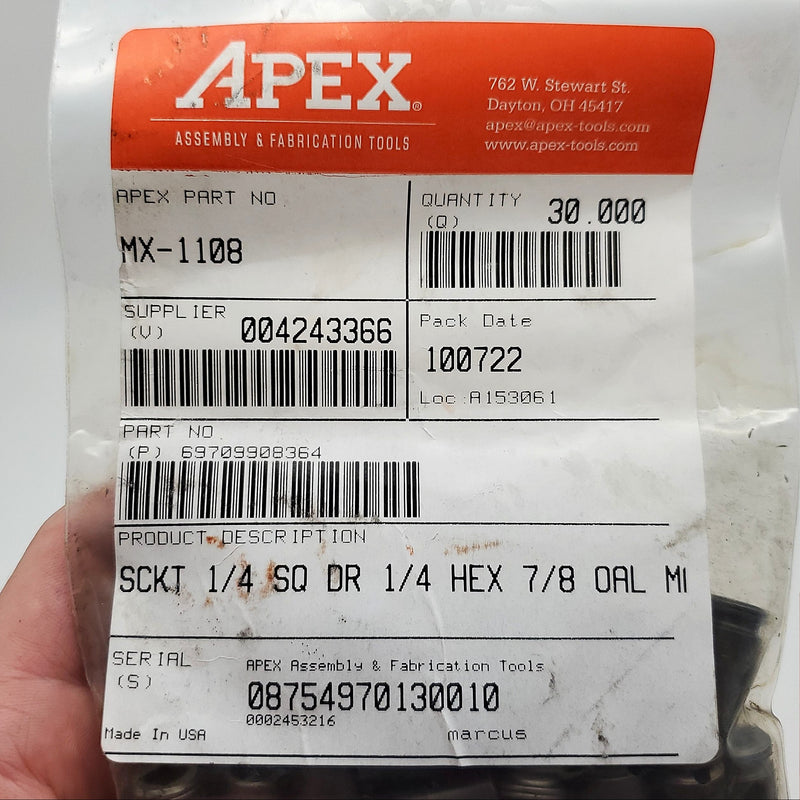 APEX®
ASSEMBLY & FABRICATION TOOLS
762 W. Stewart St.
Dayton, OH 45417
apex@apex-tools.com
www.apex-tools.com
APEX PART NO.
MX-1108
QUANTITY
(Q) 30.000
SUPPLIER
(V) 004243366
Pack Date
100722
Loc:A153061
PART NO.
(P) 69709908364
PRODUCT DESCRIPTION
SCKT 1/4 SQ DR 1/4 HEX 7/8 OAL
SERIAL
(S)
APEX Assembly & Fabrication Tools
08754970130010
0002453216
Made In USA
marcus